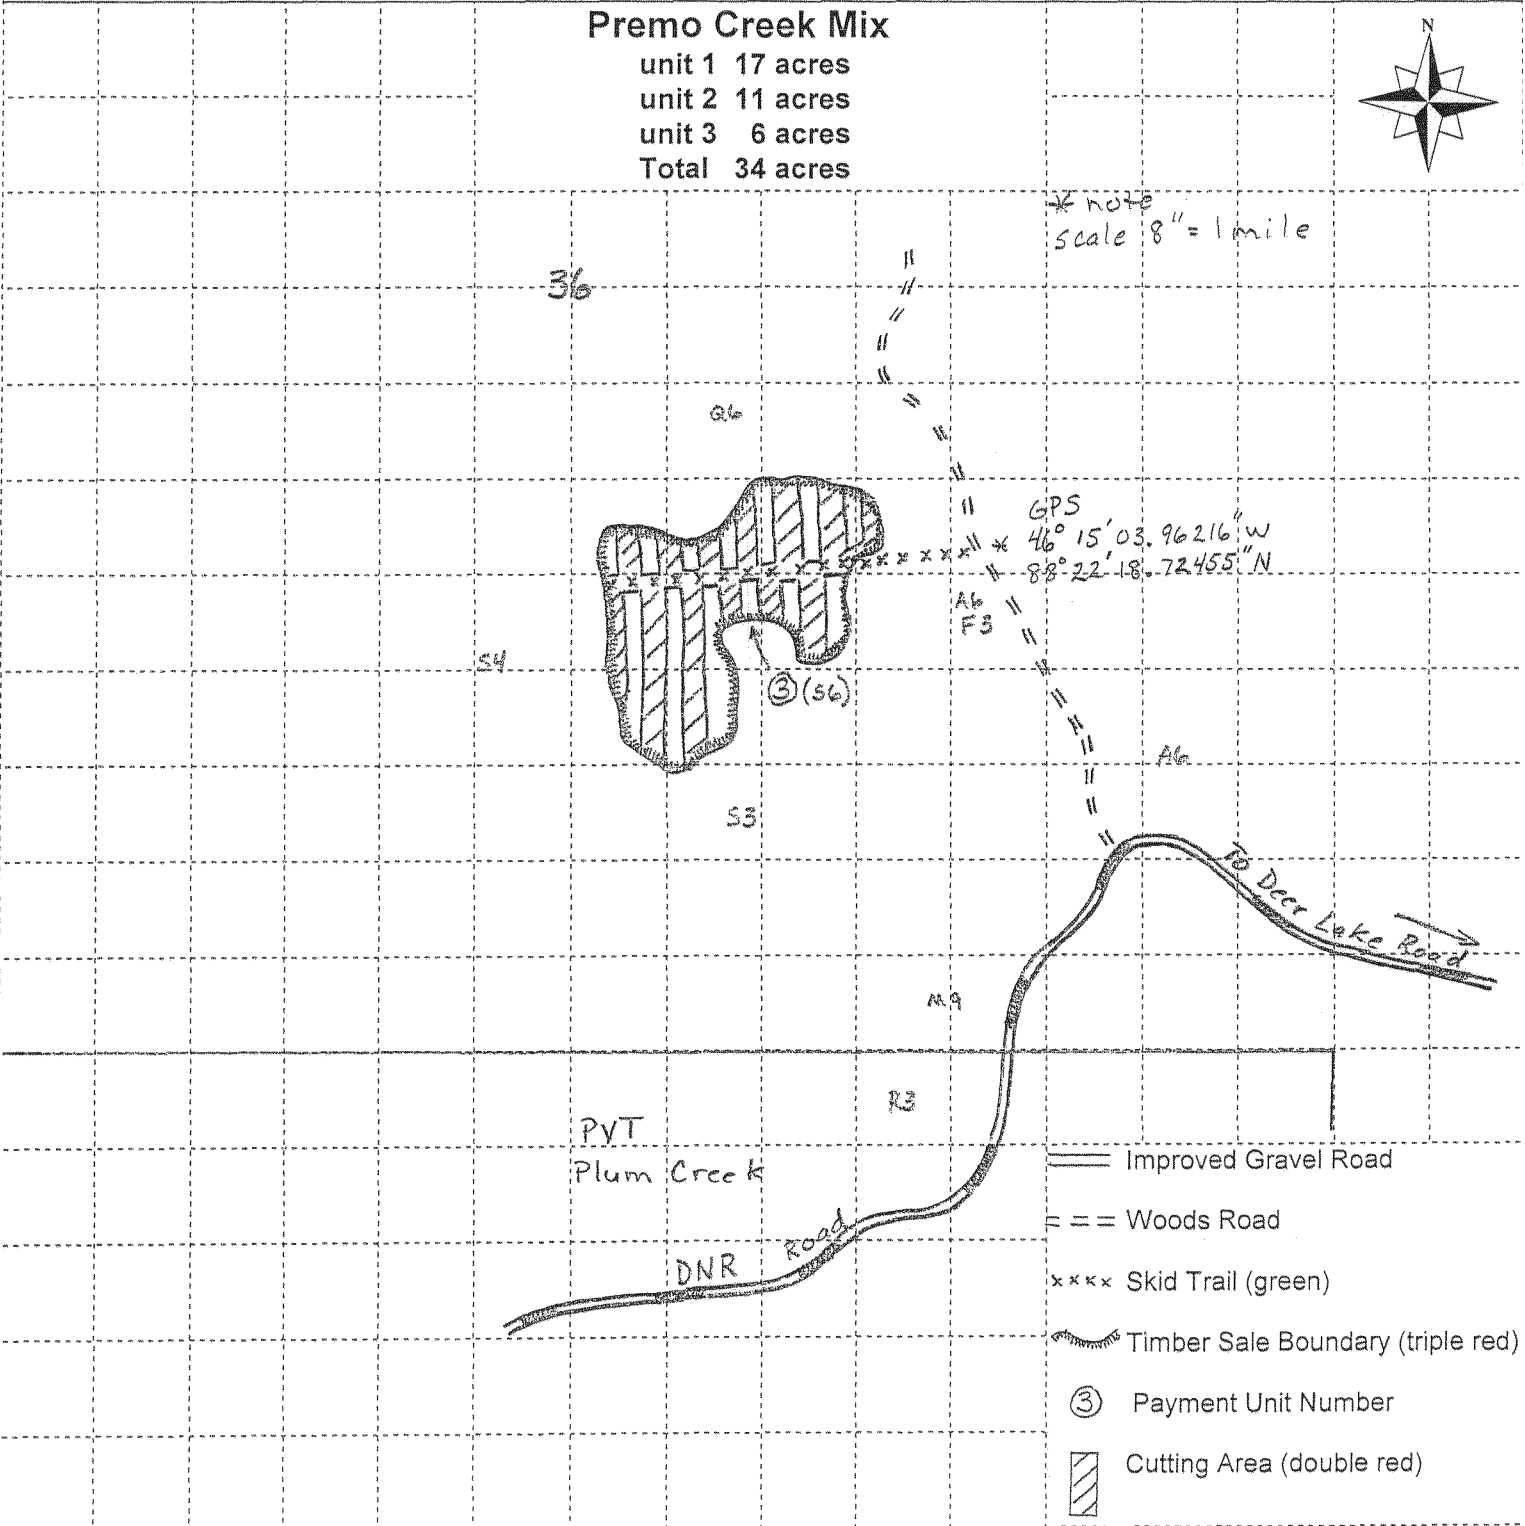 Premo Creek Mix
unit 1 17 acres
unit 2 11 acres
unit 3 6 acres
Total 34 acres
N
* note
scale 8" = 1 mile
36
Q6
GPS
* 46° 15' 03.96216" W
88° 22' 18.72455" N
A6
F3
S4
3 (S6)
A6
S3
To Deer Lake Road
M9
R3
PVT
Plum Creek
DNR Road
Improved Gravel Road
Woods Road
Skid Trail (green)
Timber Sale Boundary (triple red)
3 Payment Unit Number
Cutting Area (double red)